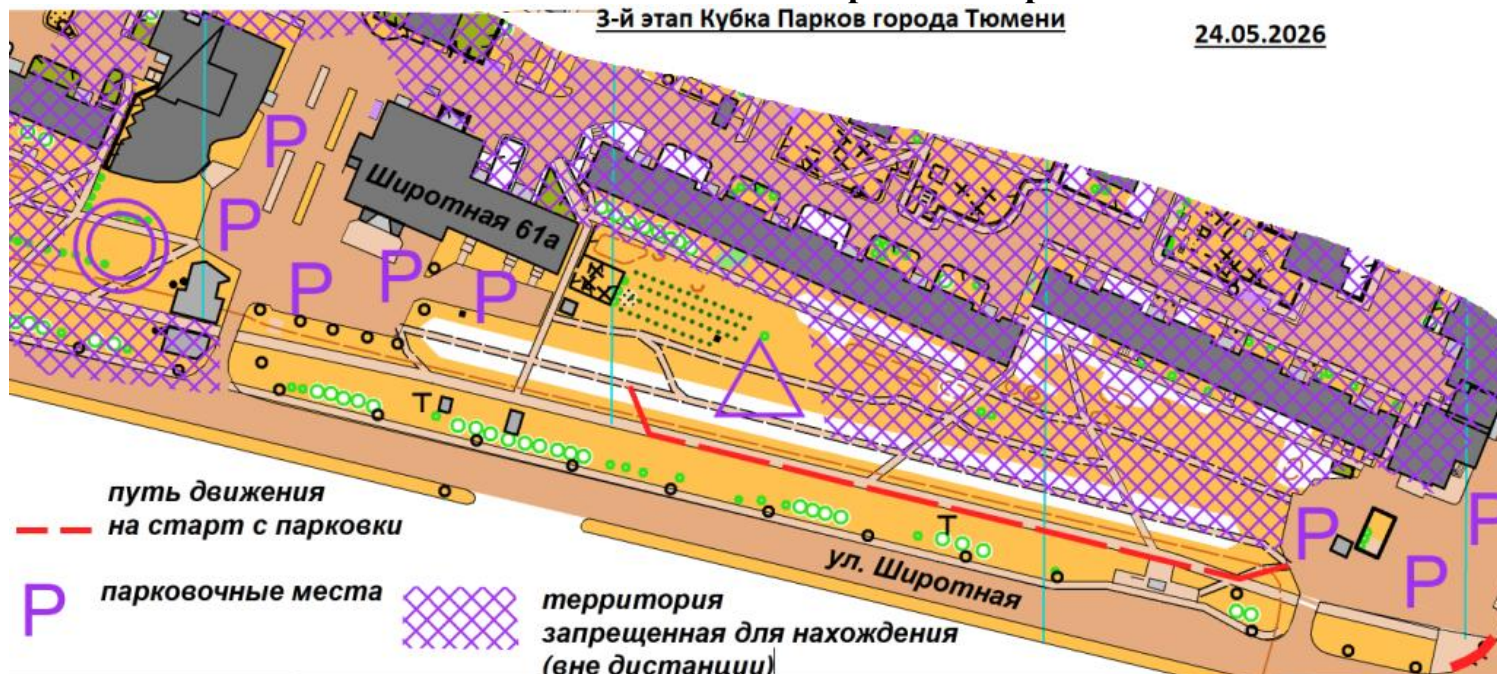 3-й этап Кубка Парков города Тюмени
24.05.2026
P
Широтная 61а
P
P
P
P
P
P
P
путь движения
на старт с парковки
ул. Широтная
P парковочные места
территория
запрещенная для нахождения
(вне дистанции)